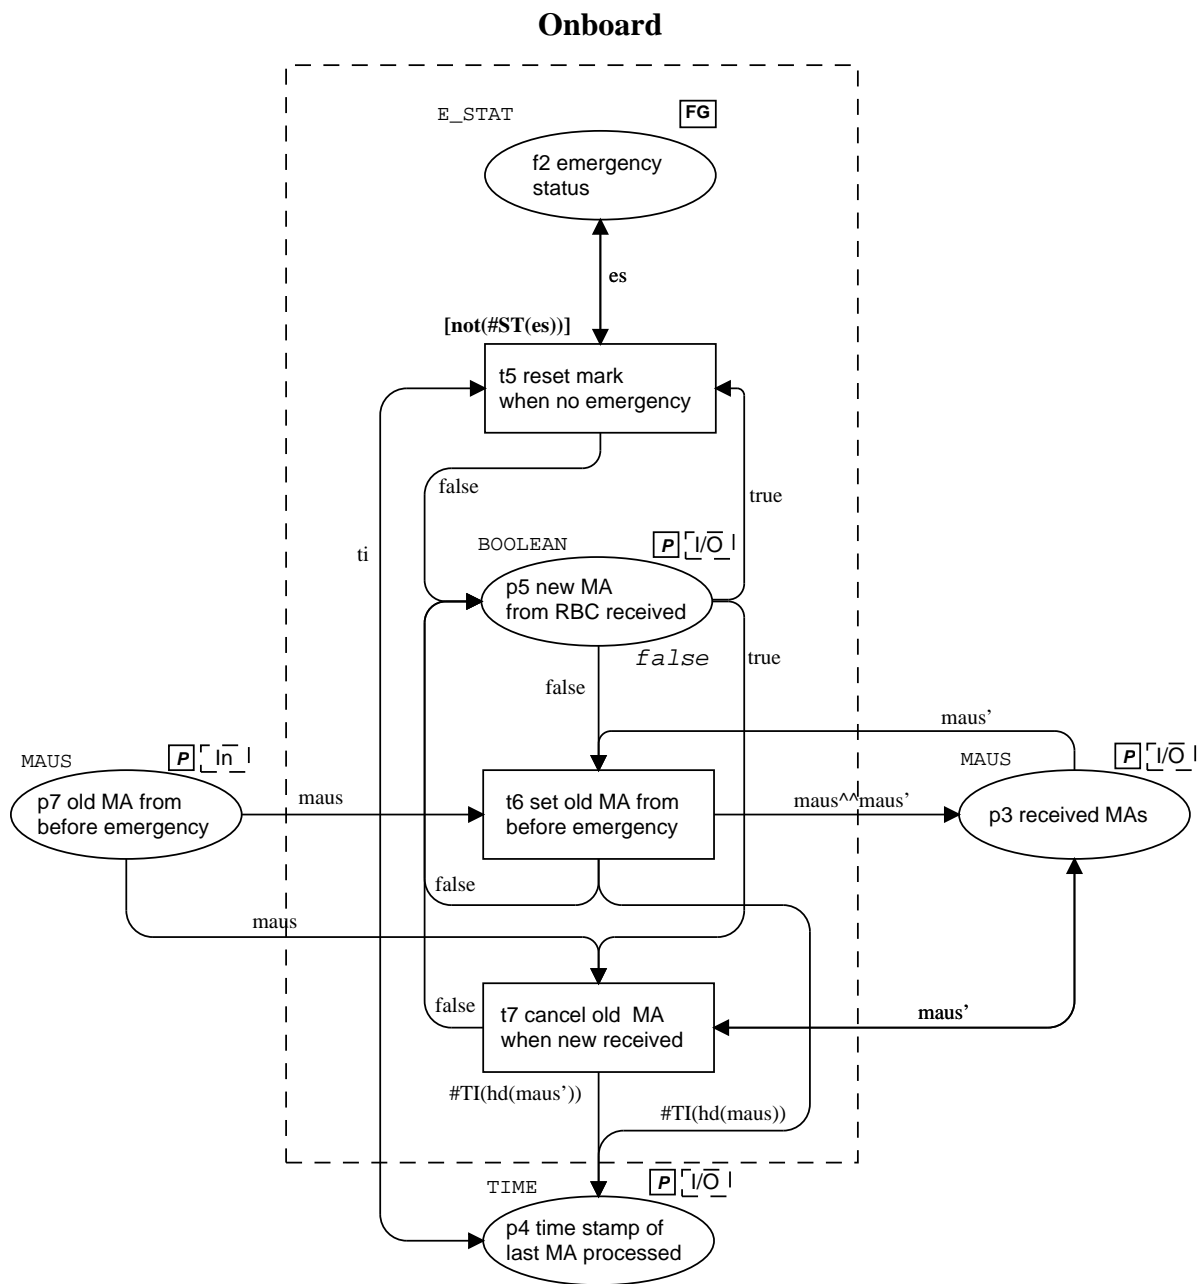 Onboard
E_STAT
FG
f2 emergency
status
es
[not(#ST(es))]
t5 reset mark
when no emergency
false
true
ti
BOOLEAN
P
I/O
p5 new MA
from RBC received
false
true
false
maus’
MAUS
P
In
MAUS
P
I/O
p7 old MA from
before emergency
maus
t6 set old MA from
before emergency
maus^^maus’
p3 received MAs
false
maus
false
t7 cancel old MA
when new received
maus’
#TI(hd(maus’))
#TI(hd(maus))
TIME
P
I/O
p4 time stamp of
last MA processed